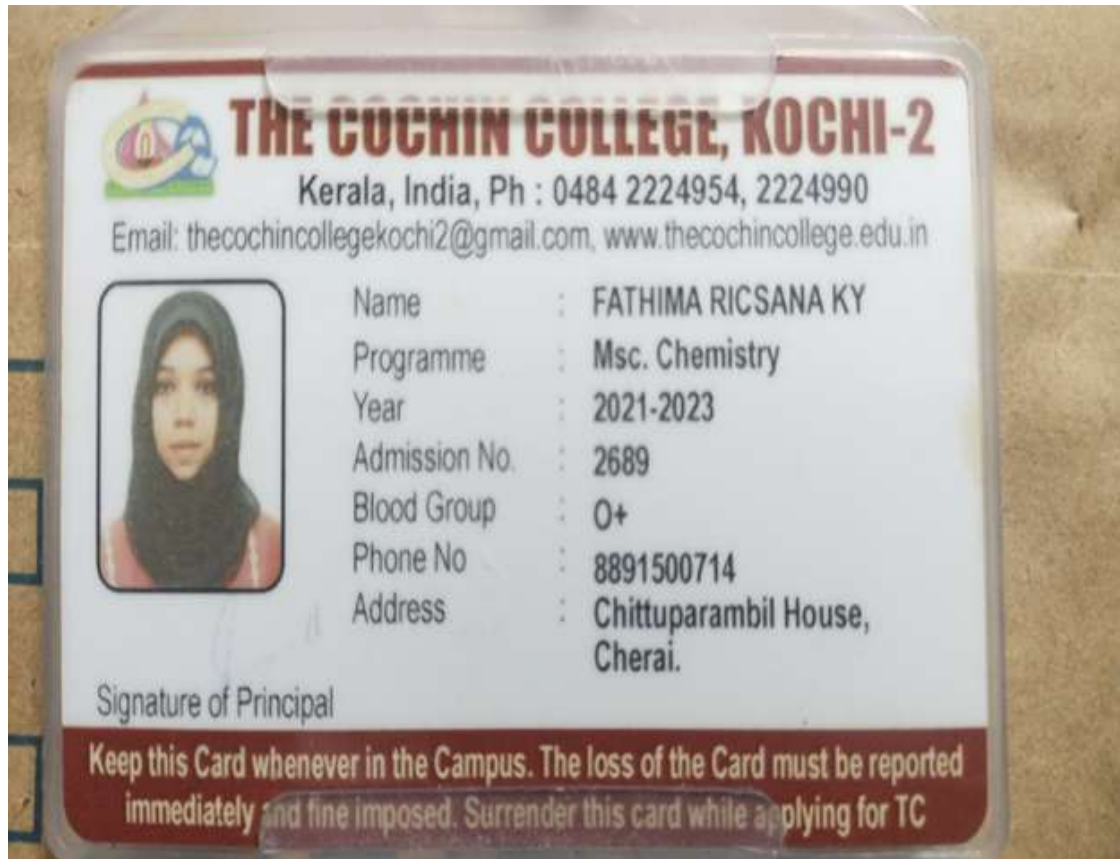 THE COCHIN COLLEGE, KOCHI-2
Kerala, India, Ph : 0484 2224954, 2224990
Email: thecochincollegekochi2@gmail.com, www.thecochincollege.edu.in
Name : FATHIMA RICSANA KY
Programme : Msc. Chemistry
Year : 2021-2023
Admission No. : 2689
Blood Group : O+
Phone No : 8891500714
Address : Chittuparambil House,
Cherai.
Signature of Principal
Keep this Card whenever in the Campus. The loss of the Card must be reported
immediately and fine imposed. Surrender this card while applying for TC